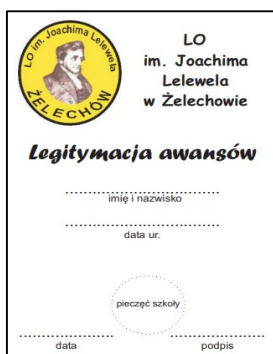 LO im. Joachima Lelewela
ŻELECHÓW
LO
im. Joachima
Lelewela
w Żelechowie
Legitymacja awansów
......................................
imię i nazwisko
......................................
data ur.
pieczęć szkoły
.......................
.......................
data
podpis